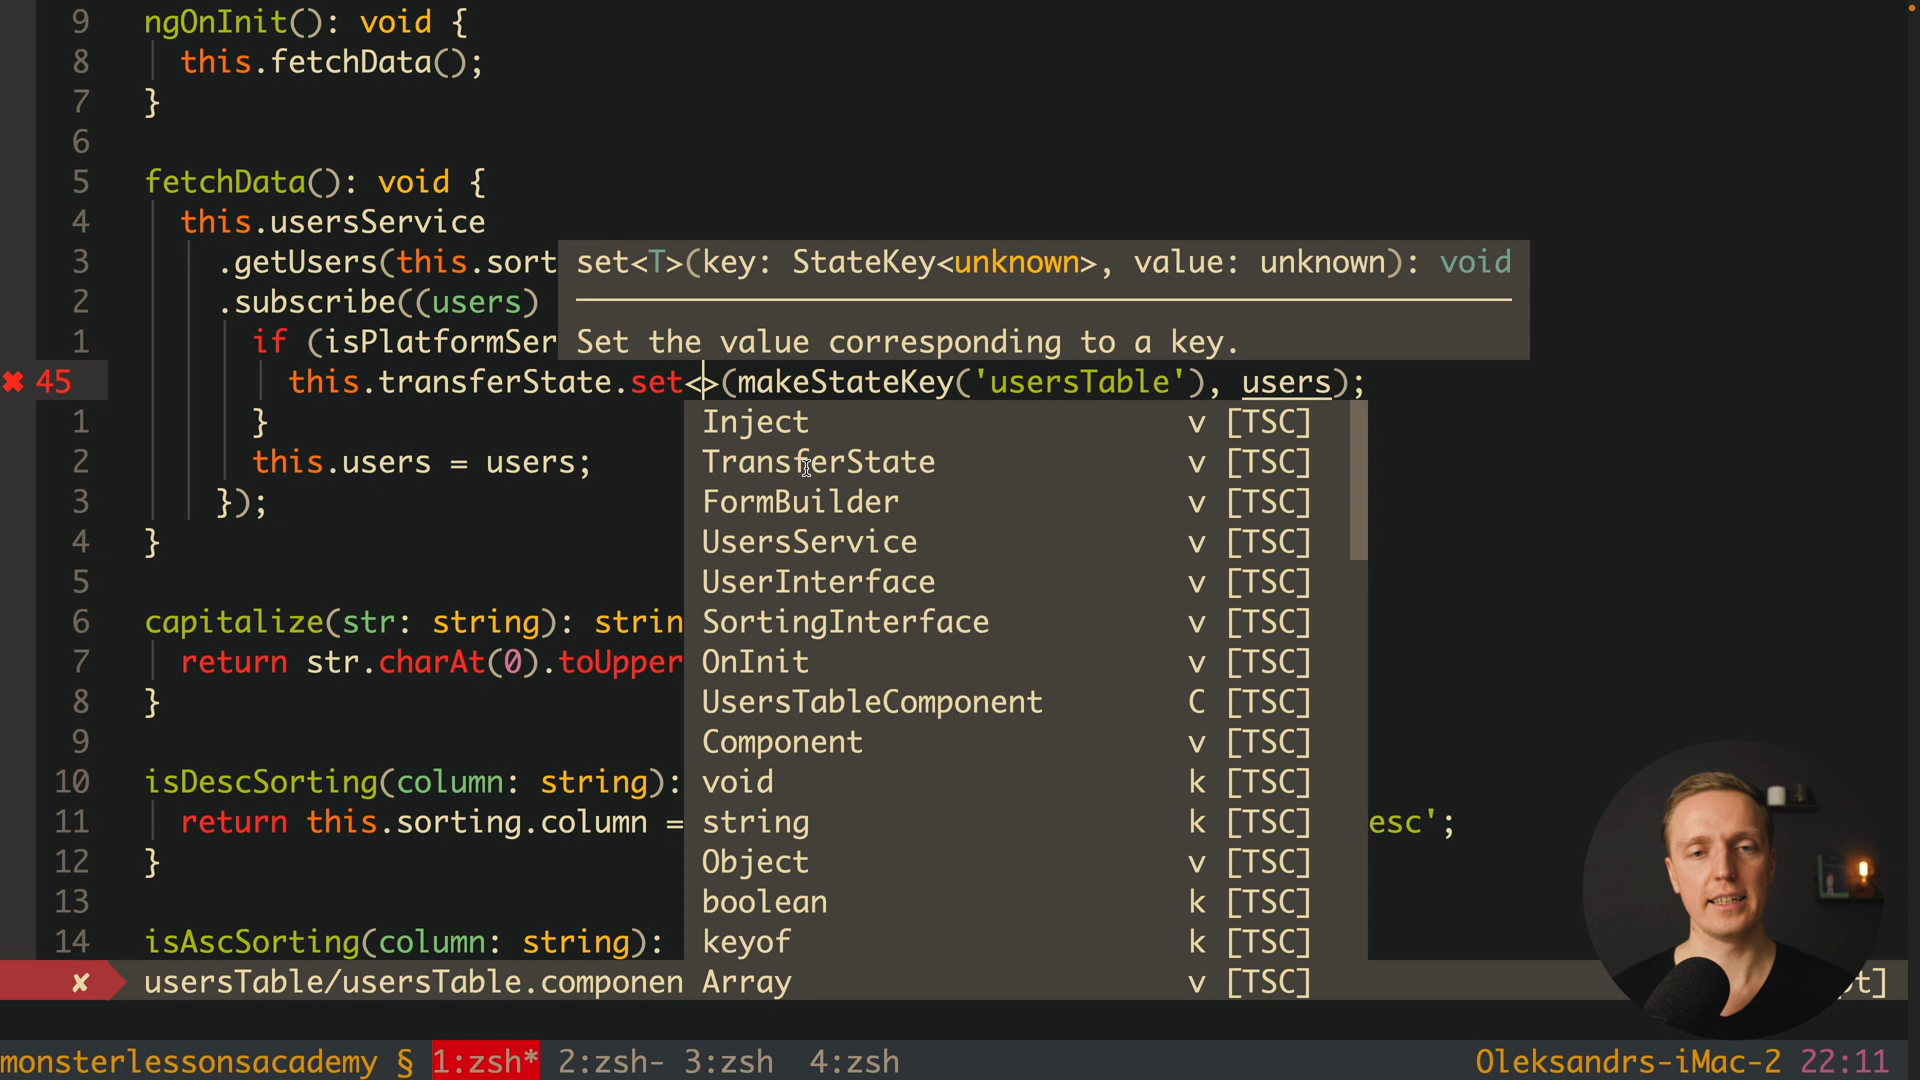 9 ngOnInit(): void {
8 this.fetchData();
7 }
6
5 fetchData(): void {
4 this.usersService
3 .getUsers(this.sort
set<T>(key: StateKey<unknown>, value: unknown): void
2 .subscribe((users)
1 if (isPlatformSer
Set the value corresponding to a key.
✖ 45 this.transferState.set<>(makeStateKey('usersTable'), users);
1 }
Inject v [TSC]
2 this.users = users;
TransferState v [TSC]
3 });
FormBuilder v [TSC]
4 }
UsersService v [TSC]
5
UserInterface v [TSC]
6 capitalize(str: string): strin
SortingInterface v [TSC]
7 return str.charAt(0).toUpper
OnInit v [TSC]
8 }
UsersTableComponent C [TSC]
9
Component v [TSC]
10 isDescSorting(column: string):
void k [TSC]
11 return this.sorting.column =
string k [TSC]
esc';
12 }
Object v [TSC]
13
boolean k [TSC]
14 isAscSorting(column: string):
keyof k [TSC]
✘ usersTable/usersTable.componen
Array v [TSC]
t]
monsterlessonsacademy § 1:zsh* 2:zsh- 3:zsh 4:zsh Oleksandrs-iMac-2 22:11